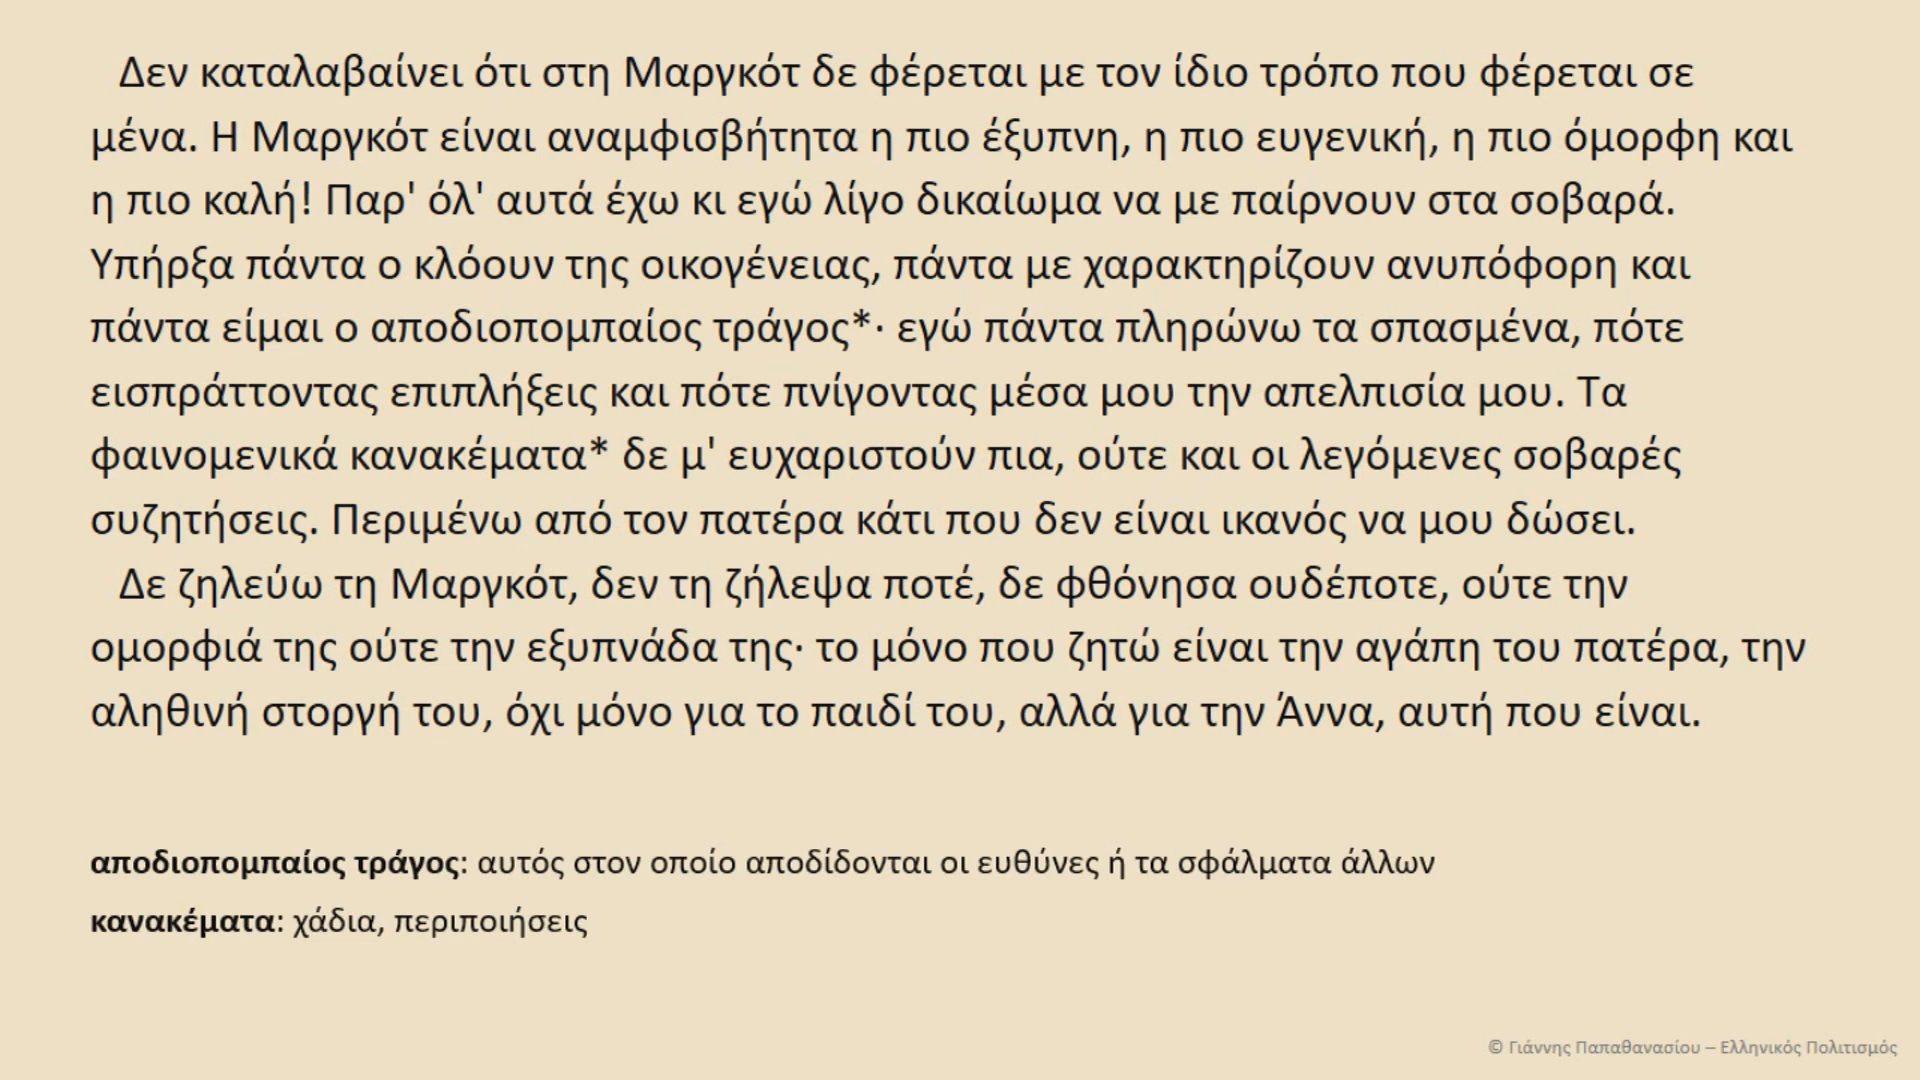 Δεν καταλαβαίνει ότι στη Μαργκότ δε φέρεται με τον ίδιο τρόπο που φέρεται σε
μένα. Η Μαργκότ είναι αναμφισβήτητα η πιο έξυπνη, η πιο ευγενική, η πιο όμορφη και
η πιο καλή! Παρ' όλ' αυτά έχω κι εγώ λίγο δικαίωμα να με παίρνουν στα σοβαρά.
Υπήρξα πάντα ο κλόουν της οικογένειας, πάντα με χαρακτηρίζουν ανυπόφορη και
πάντα είμαι ο αποδιοπομπαίος τράγος*· εγώ πάντα πληρώνω τα σπασμένα, πότε
εισπράττοντας επιπλήξεις και πότε πνίγοντας μέσα μου την απελπισία μου. Τα
φαινομενικά κανακέματα* δε μ' ευχαριστούν πια, ούτε και οι λεγόμενες σοβαρές
συζητήσεις. Περιμένω από τον πατέρα κάτι που δεν είναι ικανός να μου δώσει.
Δε ζηλεύω τη Μαργκότ, δεν τη ζήλεψα ποτέ, δε φθόνησα ουδέποτε, ούτε την
ομορφιά της ούτε την εξυπνάδα της· το μόνο που ζητώ είναι την αγάπη του πατέρα, την
αληθινή στοργή του, όχι μόνο για το παιδί του, αλλά για την Άννα, αυτή που είναι.
αποδιοπομπαίος τράγος: αυτός στον οποίο αποδίδονται οι ευθύνες ή τα σφάλματα άλλων
κανακέματα: χάδια, περιποιήσεις
© Γιάννης Παπαθανασίου – Ελληνικός Πολιτισμός